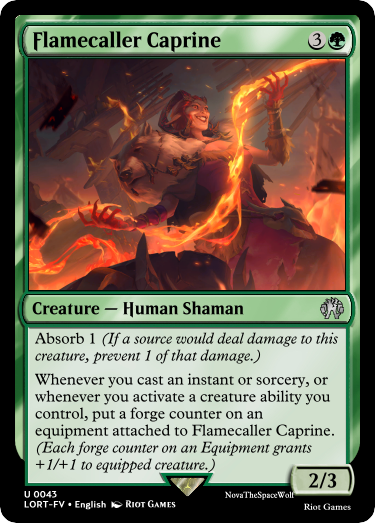 Flamecaller Caprine 3
Creature — Human Shaman
Absorb 1 (If a source would deal damage to this
creature, prevent 1 of that damage.)
Whenever you cast an instant or sorcery, or
whenever you activate a creature ability you
control, put a forge counter on an
equipment attached to Flamecaller Caprine.
(Each forge counter on an Equipment grants
+1/+1 to equipped creature.)
2/3
U 0043
LORT-FV • English Riot Games
NovaTheSpaceWolf
Riot Games